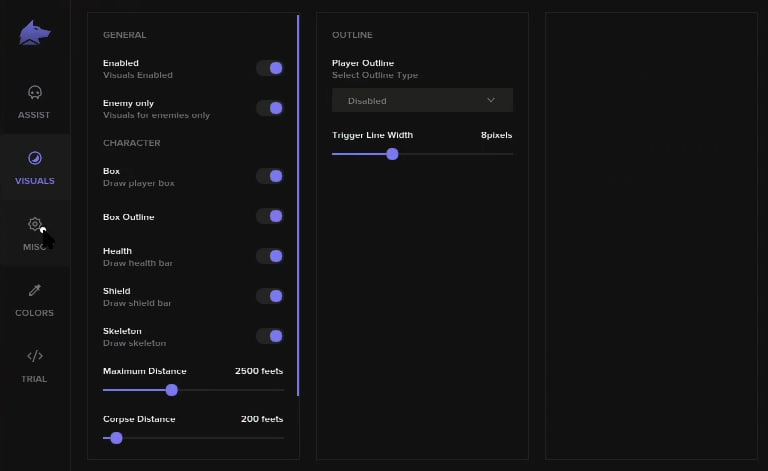 ASSIST
VISUALS
MISC
COLORS
TRIAL
GENERAL
Enabled
Visuals Enabled
Enemy only
Visuals for enemies only
CHARACTER
Box
Draw player box
Box Outline
Health
Draw health bar
Shield
Draw shield bar
Skeleton
Draw skeleton
Maximum Distance 2500 feets
Corpse Distance 200 feets
OUTLINE
Player Outline
Select Outline Type
Disabled
Trigger Line Width 8pixels